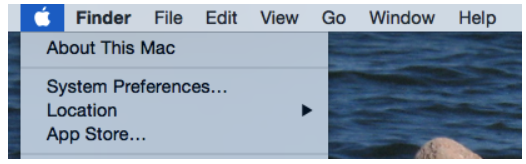 Finder File Edit View Go Window Help
About This Mac
System Preferences...
Location
App Store...